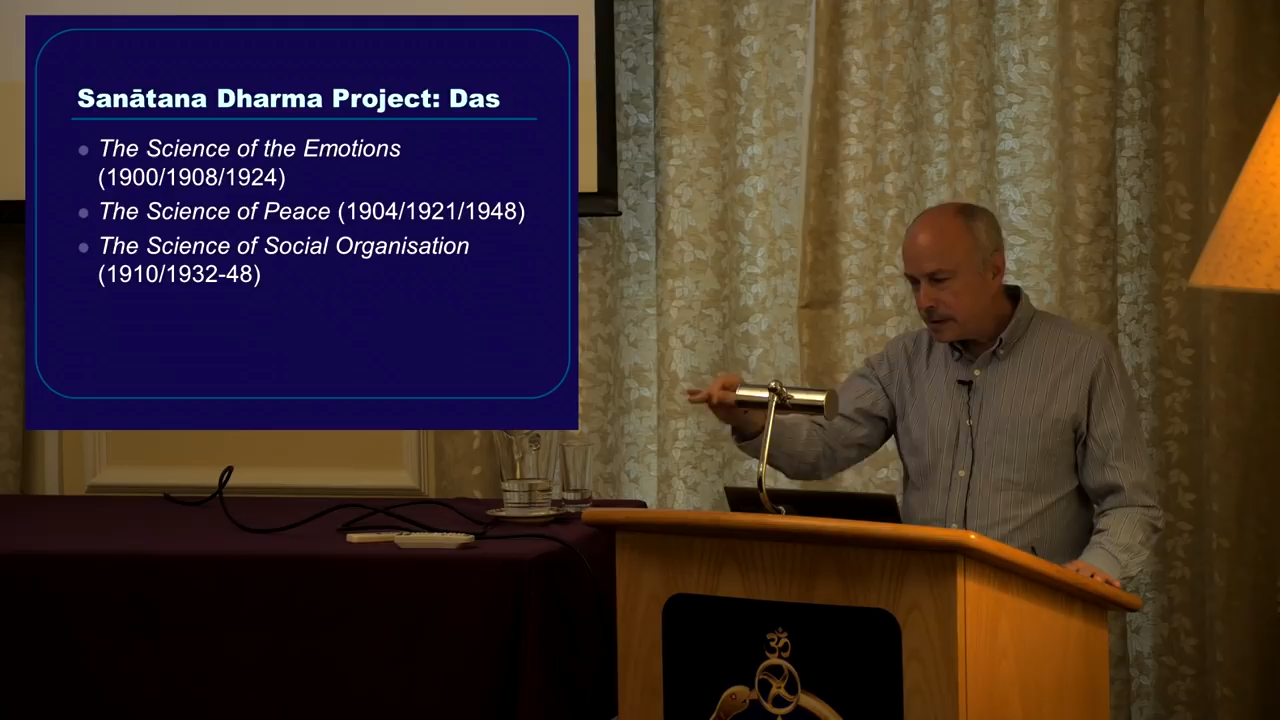 Sanātana Dharma Project: Das
The Science of the Emotions
(1900/1908/1924)
The Science of Peace (1904/1921/1948)
The Science of Social Organisation
(1910/1932-48)
ॐ